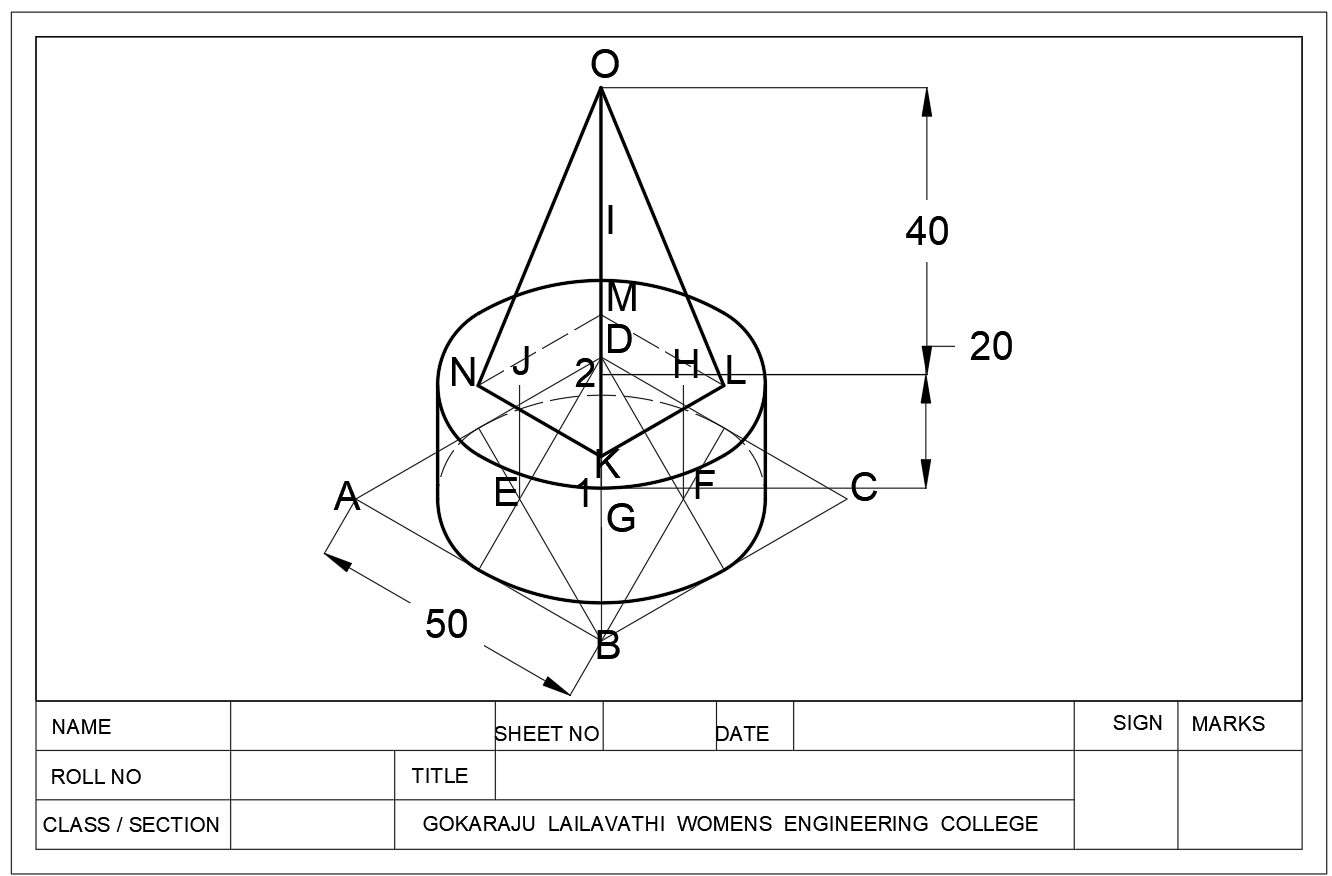 O
40
I
M
D
20
N J 2 H L
K
A E 1 F C
G
50
B
NAME SHEET NO DATE SIGN MARKS
ROLL NO TITLE
CLASS / SECTION GOKARAJU LAILAVATHI WOMENS ENGINEERING COLLEGE